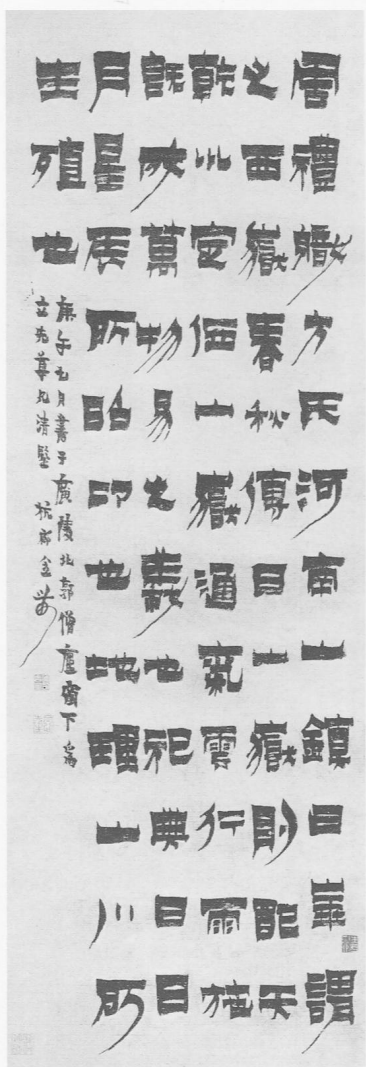 周禮職方氏河南山鎮曰華謂
之西嶽春秋傳曰山嶽則配天
乾巛定位山嶽通氣雲行雨施
既成萬物易之義也祀典曰日
月星辰所昭卬也地理山川所
生殖也
庚午月書于廣陵北郭僧廬齋下為
立先尊清鑒 杭郡金農